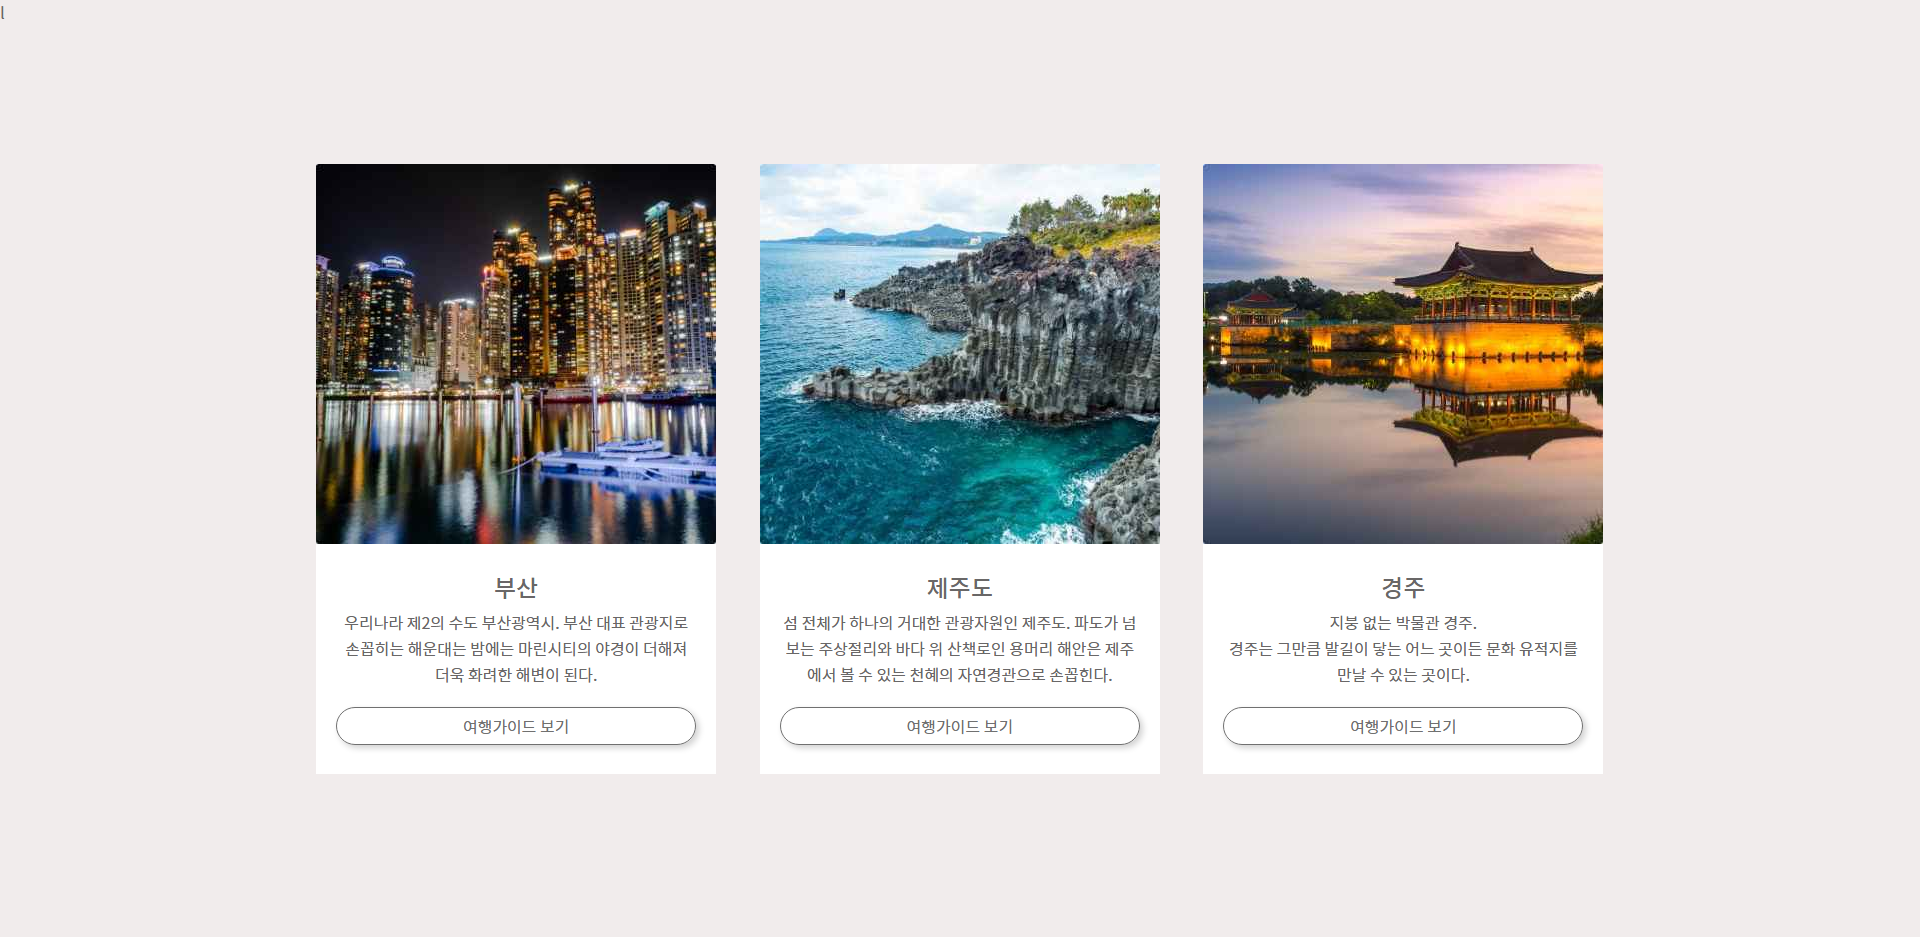 l
부산
우리나라 제2의 수도 부산광역시. 부산 대표 관광지로
손꼽히는 해운대는 밤에는 마린시티의 야경이 더해져
더욱 화려한 해변이 된다.
여행가이드 보기
제주도
섬 전체가 하나의 거대한 관광자원인 제주도. 파도가 넘
보는 주상절리와 바다 위 산책로인 용머리 해안은 제주
에서 볼 수 있는 천혜의 자연경관으로 손꼽힌다.
여행가이드 보기
경주
지붕 없는 박물관 경주.
경주는 그만큼 발길이 닿는 어느 곳이든 문화 유적지를
만날 수 있는 곳이다.
여행가이드 보기